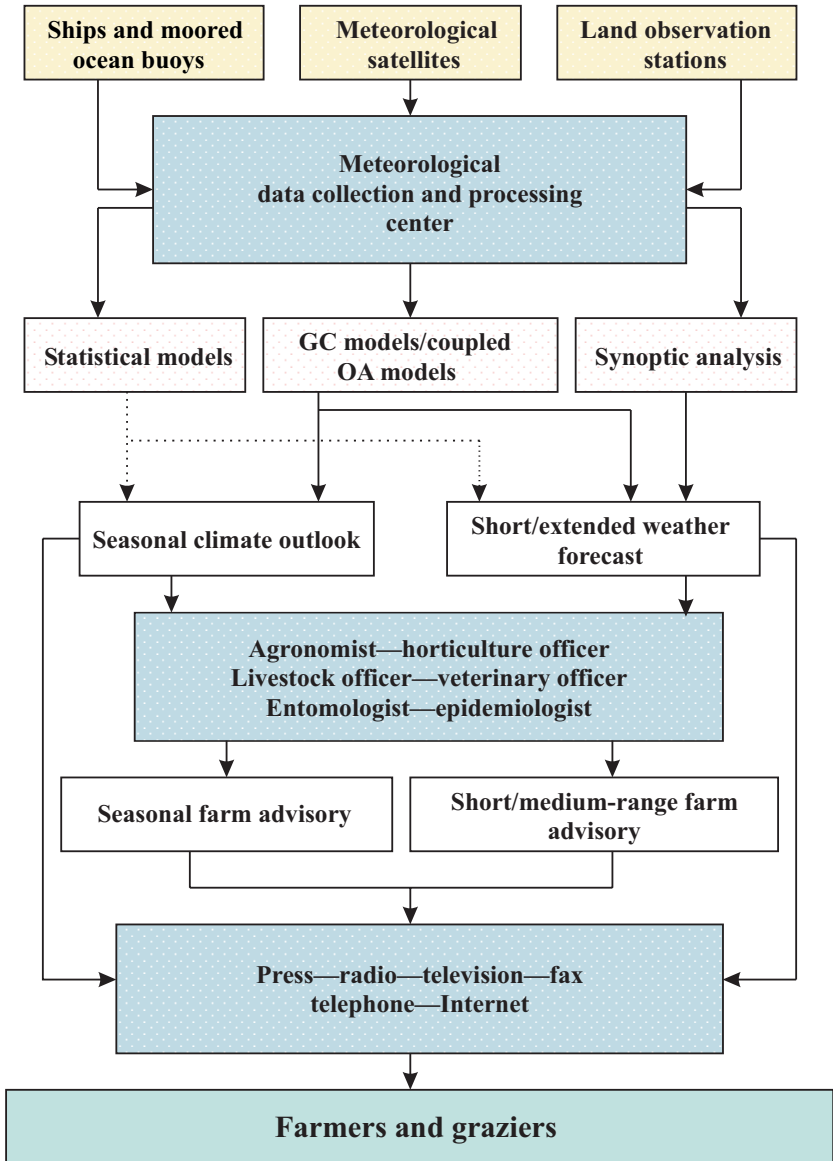 Ships and moored
ocean buoys
Meteorological
satellites
Land observation
stations
Meteorological
data collection and processing
center
Statistical models
GC models/coupled
OA models
Synoptic analysis
Seasonal climate outlook
Short/extended weather
forecast
Agronomist—horticulture officer
Livestock officer—veterinary officer
Entomologist—epidemiologist
Seasonal farm advisory
Short/medium-range farm
advisory
Press—radio—television—fax
telephone—Internet
Farmers and graziers